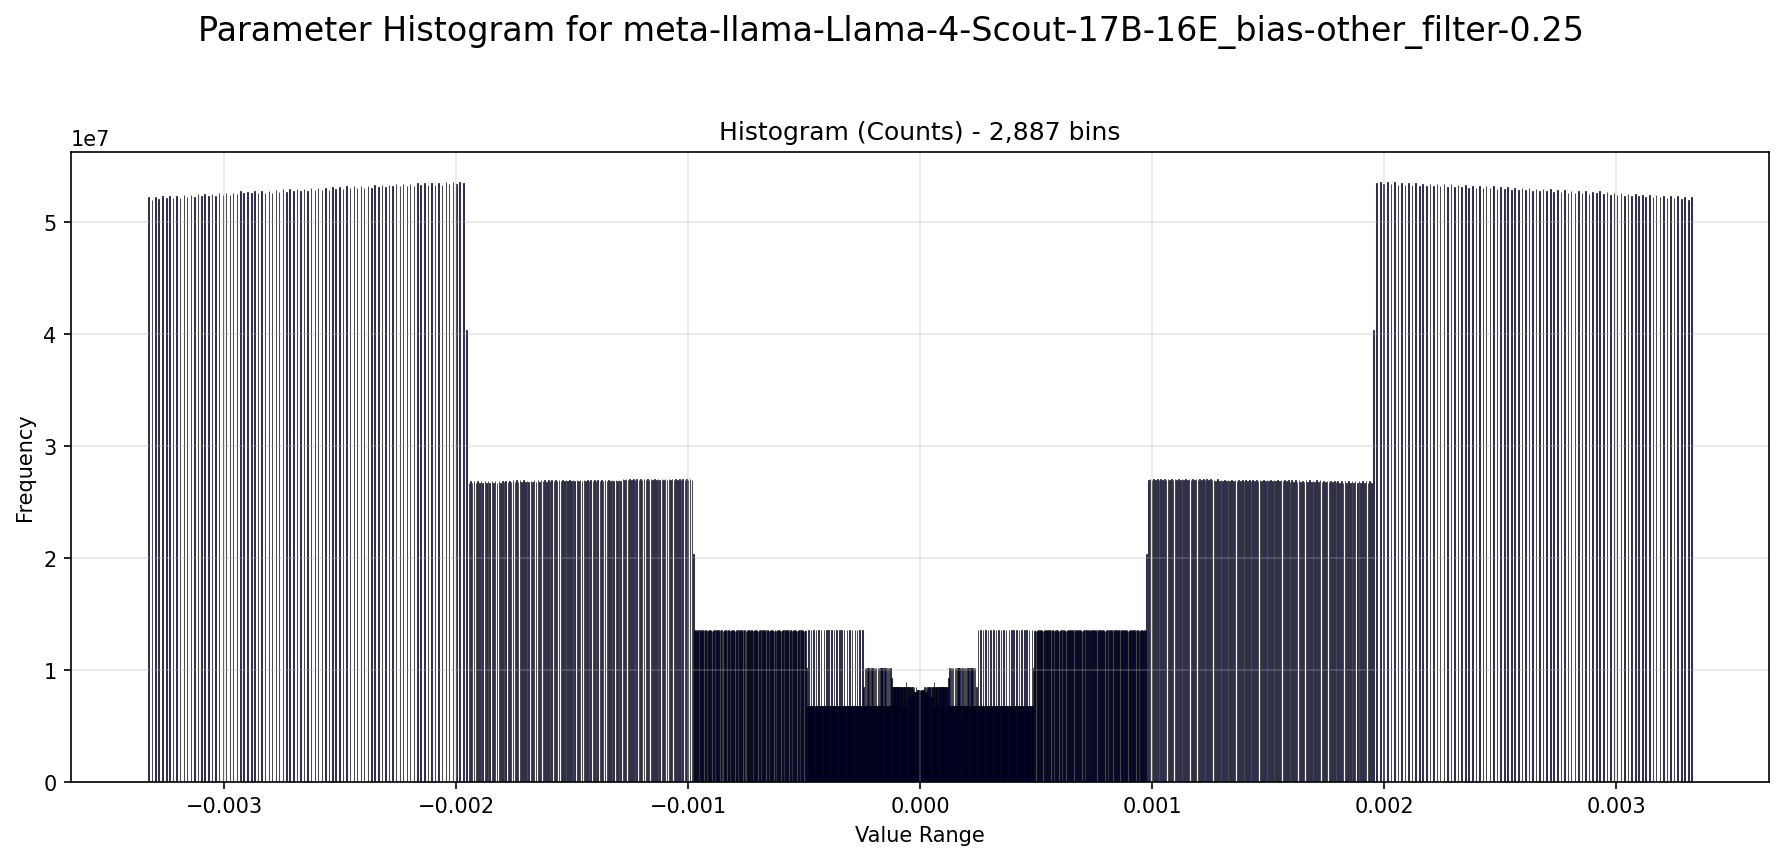 Parameter Histogram for meta-llama-Llama-4-Scout-17B-16E_bias-other_filter-0.25
Histogram (Counts) - 2,887 bins
1e7
5
4
3
2
1
0
Frequency
−0.003 −0.002 −0.001 0.000 0.001 0.002 0.003
Value Range